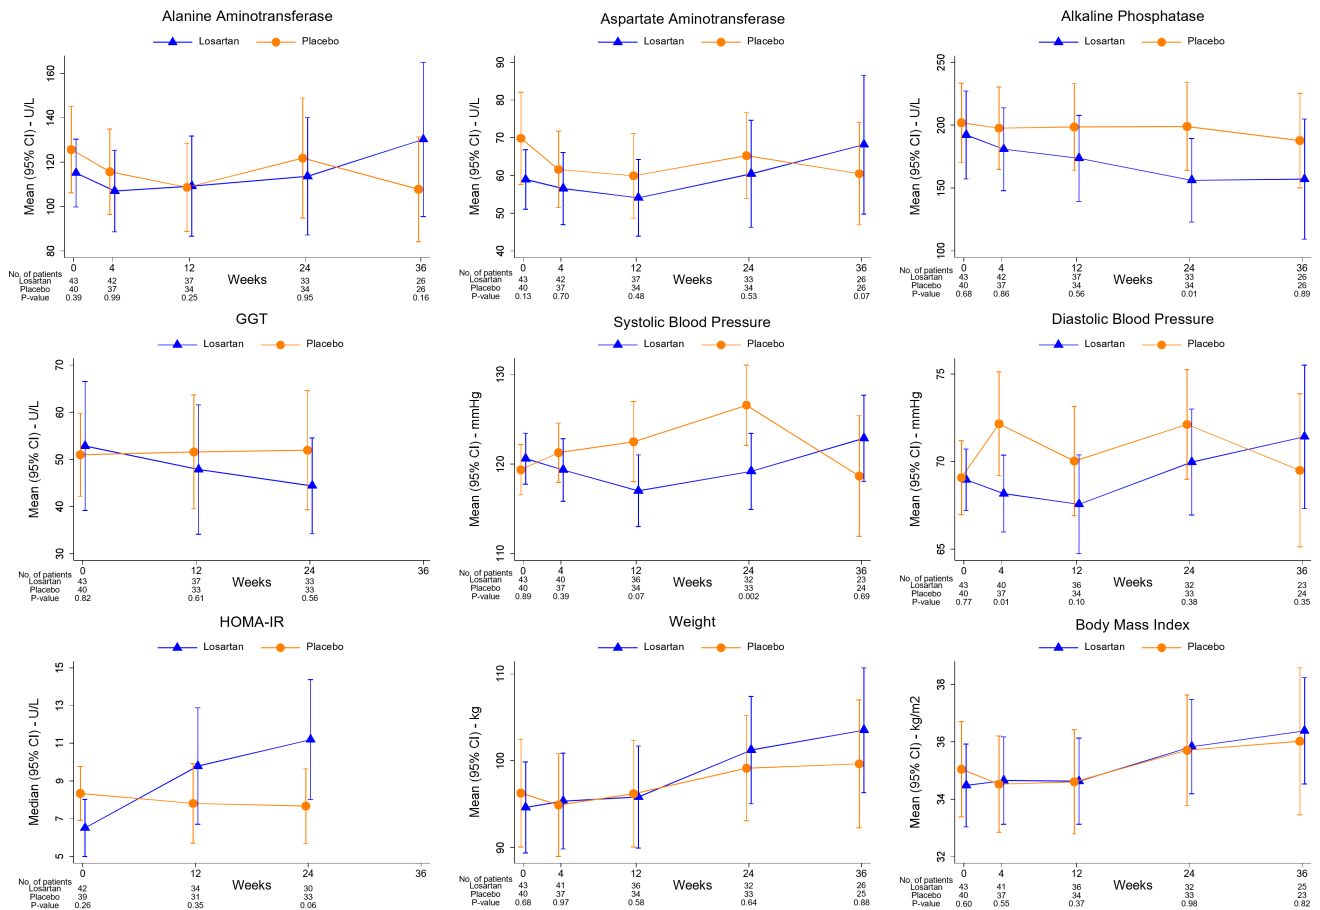 Alanine Aminotransferase
Losartan Placebo
Mean (95% CI) - U/L
160
140
120
100
80
0 4 12 24 36
Weeks
No. of patients
Losartan 43 42 37 33 26
Placebo 40 37 34 34 26
P-value 0.39 0.99 0.25 0.95 0.16
Aspartate Aminotransferase
Losartan Placebo
Mean (95% CI) - U/L
90
80
70
60
50
40
0 4 12 24 36
Weeks
No. of patients
Losartan 43 42 37 33 26
Placebo 40 37 34 34 26
P-value 0.13 0.70 0.48 0.53 0.07
Alkaline Phosphatase
Losartan Placebo
Mean (95% CI) - U/L
250
200
150
100
0 4 12 24 36
Weeks
No. of patients
Losartan 43 42 37 33 26
Placebo 40 37 34 34 26
P-value 0.68 0.86 0.56 0.01 0.89
GGT
Losartan Placebo
Mean (95% CI) - U/L
70
60
50
40
30
0 12 24 36
Weeks
No. of patients
Losartan 43 37 33
Placebo 40 33 33
P-value 0.82 0.61 0.56
Systolic Blood Pressure
Losartan Placebo
Mean (95% CI) - mmHg
130
120
110
0 4 12 24 36
Weeks
No. of patients
Losartan 43 40 36 32 23
Placebo 40 37 34 33 24
P-value 0.89 0.39 0.07 0.002 0.69
Diastolic Blood Pressure
Losartan Placebo
Mean (95% CI) - mmHg
75
70
65
0 4 12 24 36
Weeks
No. of patients
Losartan 43 40 36 32 23
Placebo 40 37 34 33 24
P-value 0.77 0.01 0.10 0.38 0.35
HOMA-IR
Losartan Placebo
Median (95% CI) - U/L
15
13
11
9
7
5
0 12 24 36
Weeks
No. of patients
Losartan 42 34 30
Placebo 39 31 33
P-value 0.26 0.35 0.06
Weight
Losartan Placebo
Mean (95% CI) - kg
110
100
90
0 4 12 24 36
Weeks
No. of patients
Losartan 43 41 36 32 26
Placebo 40 37 34 33 25
P-value 0.68 0.97 0.58 0.64 0.88
Body Mass Index
Losartan Placebo
Mean (95% CI) - kg/m2
38
36
34
32
0 4 12 24 36
Weeks
No. of patients
Losartan 43 41 36 32 25
Placebo 40 37 34 33 23
P-value 0.60 0.55 0.37 0.98 0.82